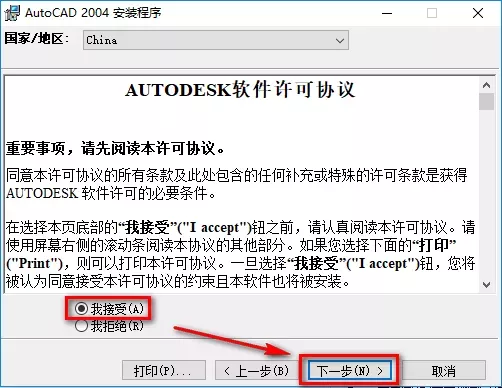 AutoCAD 2004 安装程序
国家/地区: China
AUTODESK软件许可协议
重要事项，请先阅读本许可协议。
同意本许可协议的所有条款及此处包含的任何补充或特殊的许可条款是获得
AUTODESK 软件许可的必要条件。
在选择本页底部的“我接受”("I accept")钮之前，请认真阅读本许可协议。请
使用屏幕右侧的滚动条阅读本协议的其他部分。如果您选择下面的“打印”
("Print")，则可以打印本许可协议。一旦选择“我接受”("I accept")钮，您将
被认为同意接受本许可协议的约束且本软件也将被安装。
我接受(A)
我拒绝(R)
打印(P)... < 上一步(B) 下一步(N) > 取消